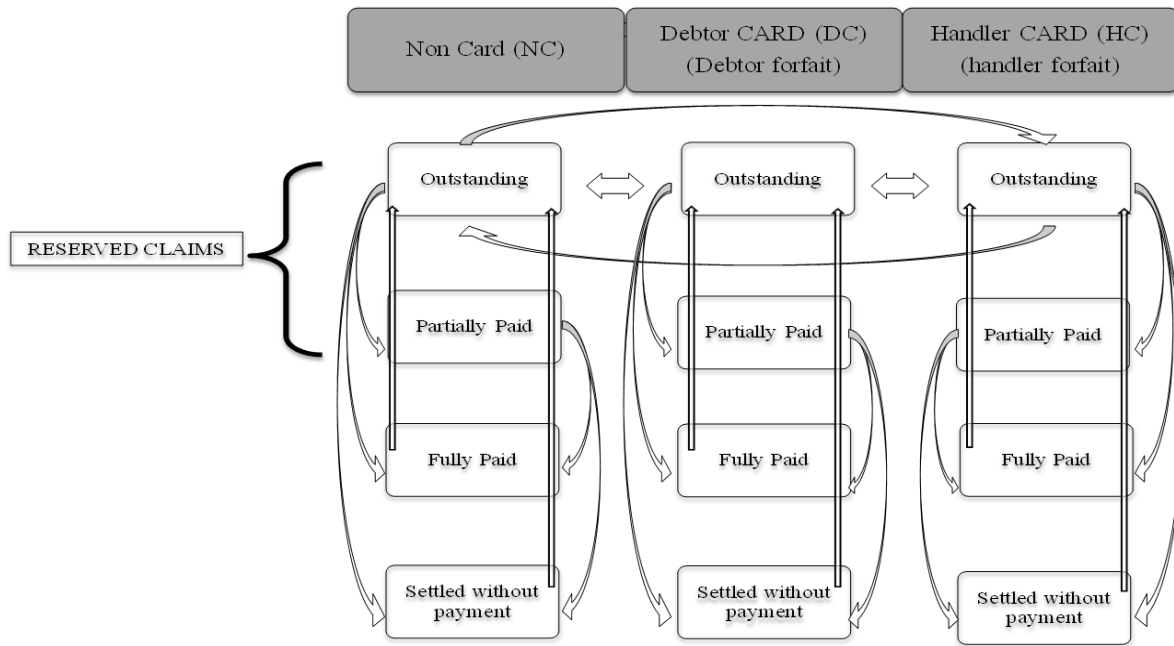 Non Card (NC)
Debtor CARD (DC)
(Debtor forfait)
Handler CARD (HC)
(handler forfait)
Outstanding
Outstanding
Outstanding
RESERVED CLAIMS
Partially Paid
Partially Paid
Partially Paid
Fully Paid
Fully Paid
Fully Paid
Settled without
payment
Settled without
payment
Settled without
payment